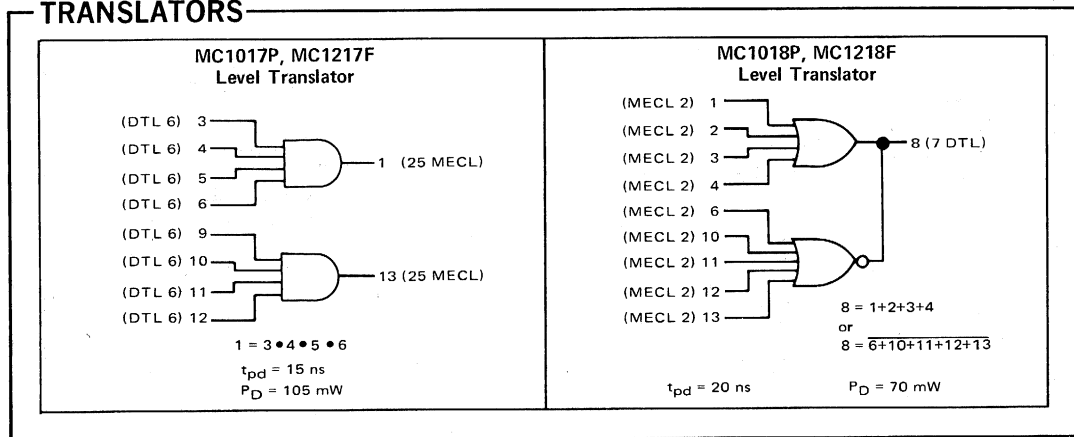 TRANSLATORS
MC1017P, MC1217F
Level Translator
(DTL 6) 3
(DTL 6) 4
(DTL 6) 5
(DTL 6) 6
1 (25 MECL)
(DTL 6) 9
(DTL 6) 10
(DTL 6) 11
(DTL 6) 12
13 (25 MECL)
1 = 3 • 4 • 5 • 6
tpd = 15 ns
PD = 105 mW
MC1018P, MC1218F
Level Translator
(MECL 2) 1
(MECL 2) 2
(MECL 2) 3
(MECL 2) 4
8 (7 DTL)
(MECL 2) 6
(MECL 2) 10
(MECL 2) 11
(MECL 2) 12
(MECL 2) 13
8 = 1+2+3+4
or
8 = 6+10+11+12+13
tpd = 20 ns PD = 70 mW